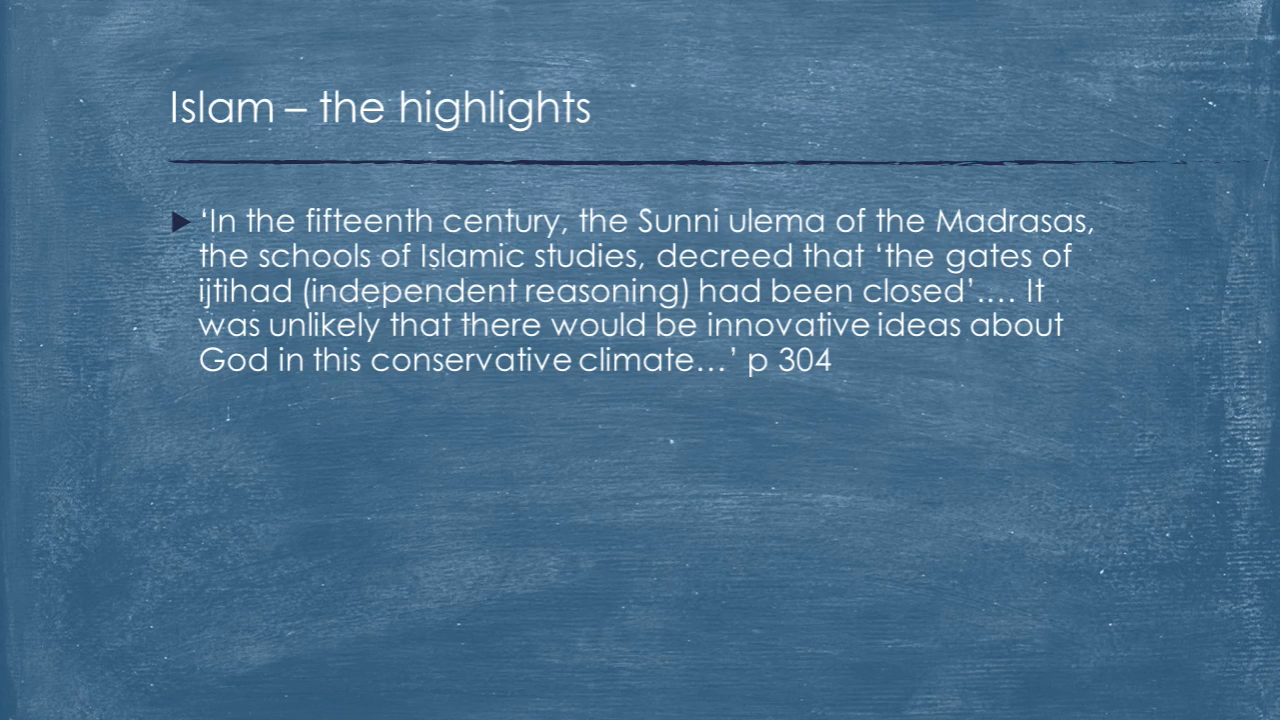 Islam – the highlights
‘In the fifteenth century, the Sunni ulema of the Madrasas,
the schools of Islamic studies, decreed that ‘the gates of
ijtihad (independent reasoning) had been closed’…. It
was unlikely that there would be innovative ideas about
God in this conservative climate…’ p 304